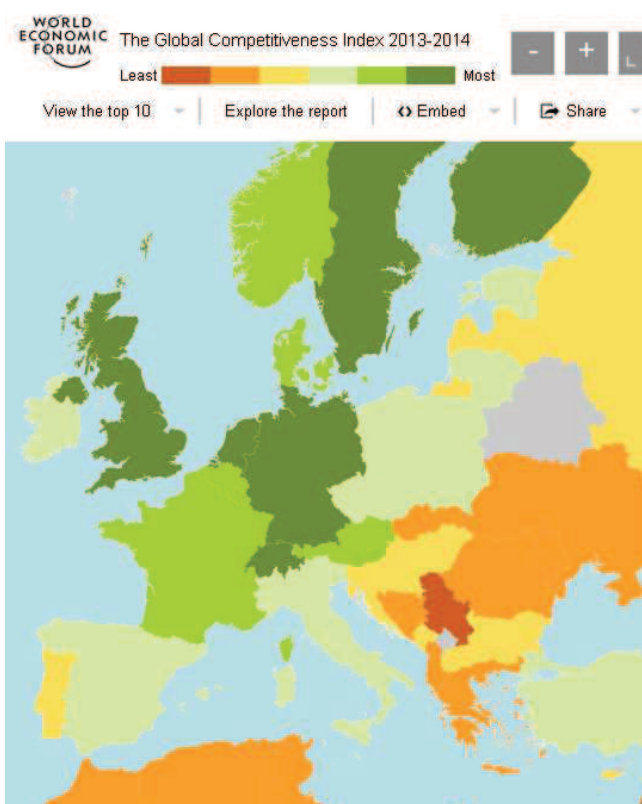 WORLD
ECONOMIC
FORUM
The Global Competitiveness Index 2013-2014
- +
Least Most
View the top 10 Explore the report <> Embed Share